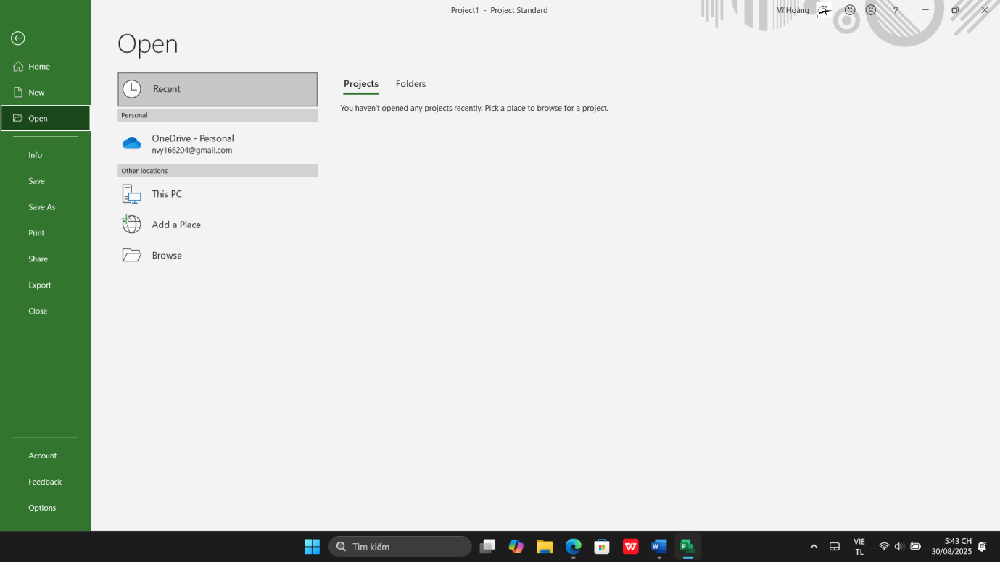 Project1 - Project Standard
Vĩ Hoàng
?
Open
Home
New
Open
Info
Save
Save As
Print
Share
Export
Close
Account
Feedback
Options
Recent
Personal
OneDrive - Personal
nvy166204@gmail.com
Other locations
This PC
Add a Place
Browse
Projects Folders
You haven't opened any projects recently. Pick a place to browse for a project.
Tìm kiếm
VIE
TL
5:43 CH
30/08/2025